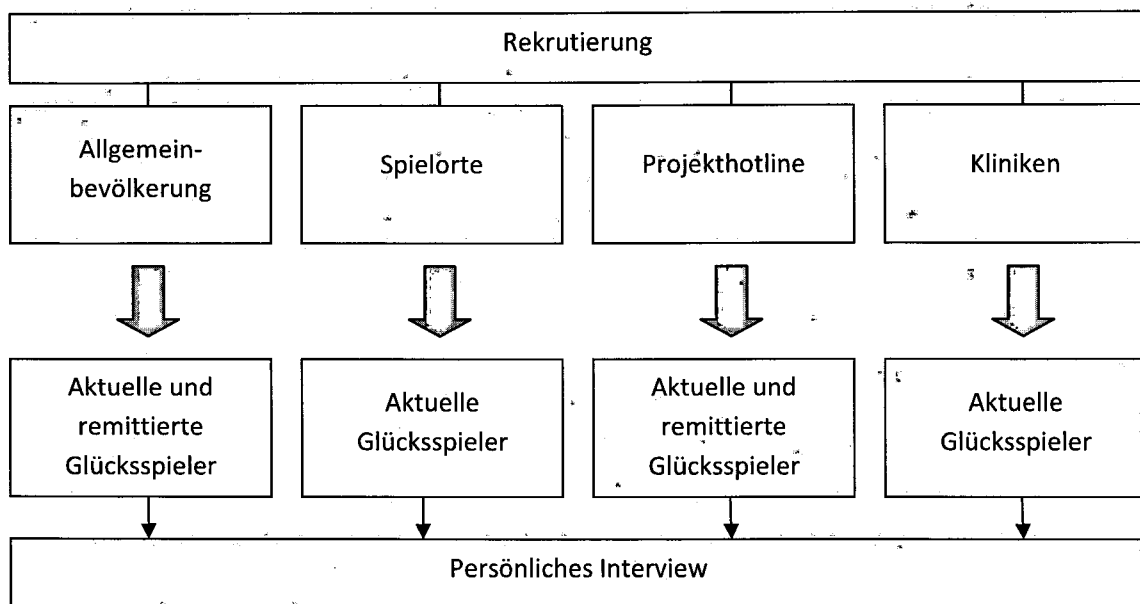 Rekrutierung
Allgemein-
bevölkerung
Spielorte
Projekthotline
Kliniken
Aktuelle und
remittierte
Glücksspieler
Aktuelle
Glücksspieler
Aktuelle und
remittierte
Glücksspieler
Aktuelle
Glücksspieler
Persönliches Interview